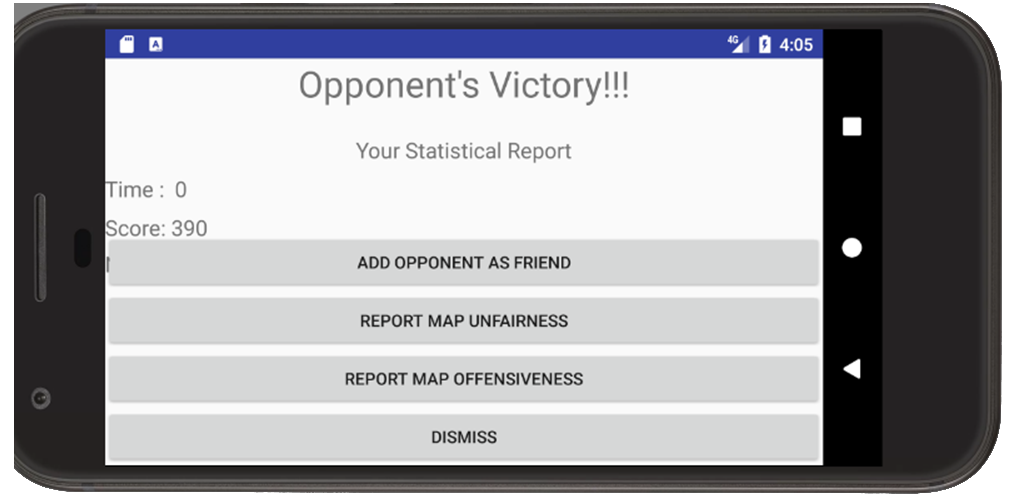 4G 4:05
Opponent's Victory!!!
Your Statistical Report
Time : 0
Score: 390
ADD OPPONENT AS FRIEND
REPORT MAP UNFAIRNESS
REPORT MAP OFFENSIVENESS
DISMISS